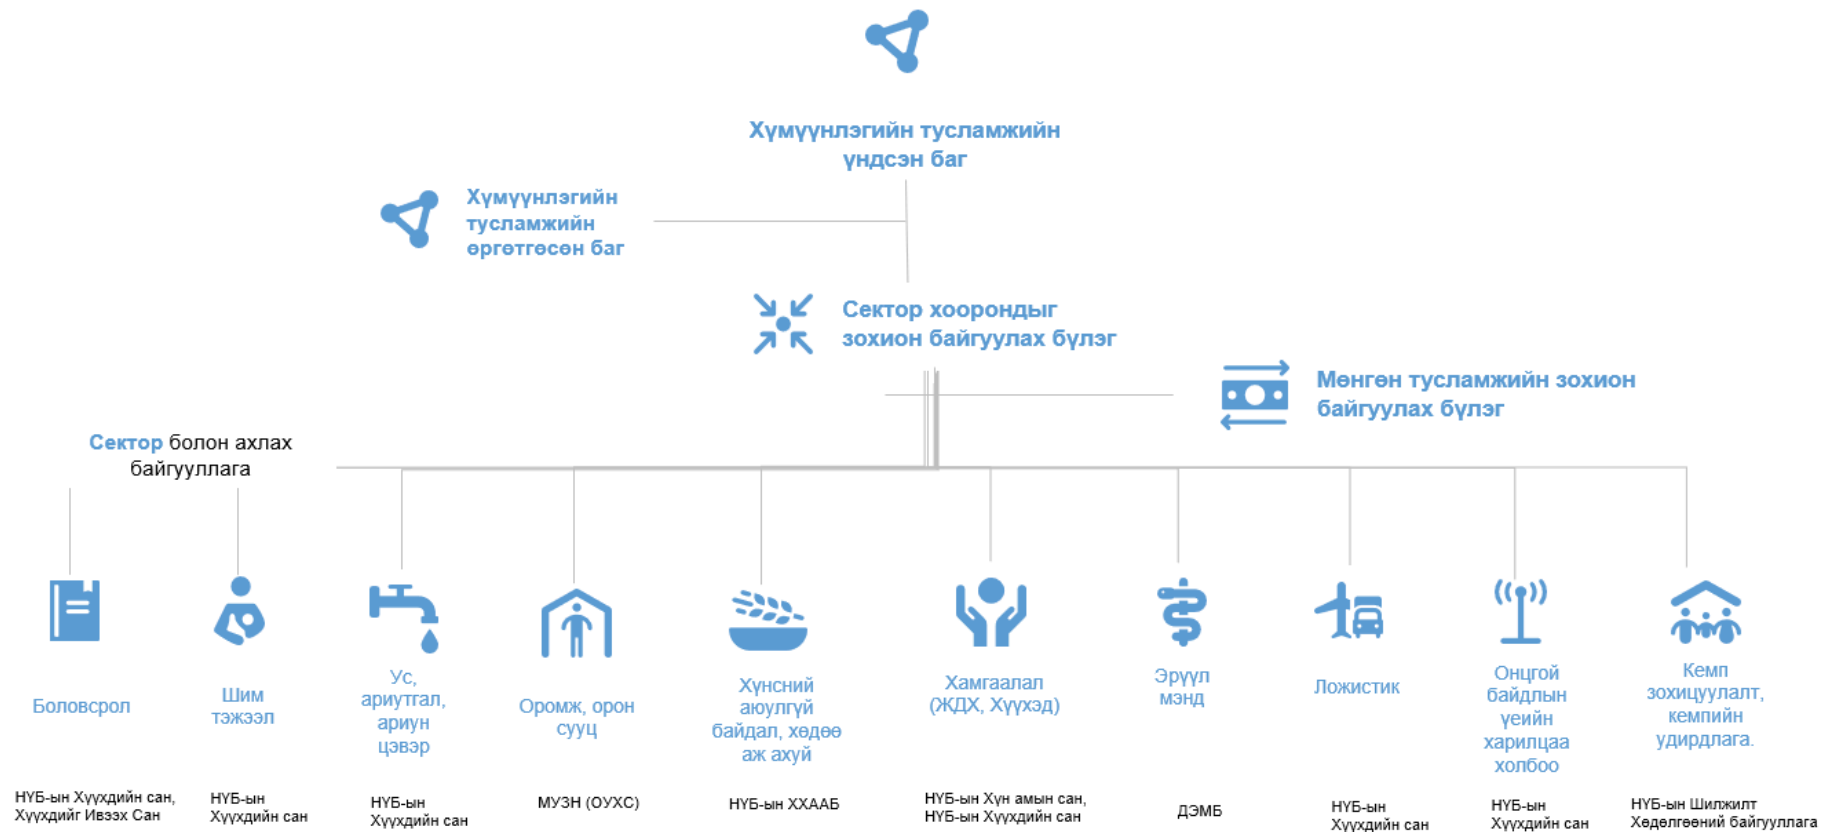 Хүмүүнлэгийн тусламжийн
үндсэн баг
Хүмүүнлэгийн
тусламжийн
өргөтгөсөн баг
Сектор хоорондыг
зохион байгуулах бүлэг
Мөнгөн тусламжийн зохион
байгуулах бүлэг
Сектор болон ахлах
байгууллага
Боловсрол
Шим
тэжээл
Ус,
ариутгал,
ариун
цэвэр
Оромж, орон
сууц
Хүнсний
аюулгүй
байдал, хөдөө
аж ахуй
Хамгаалал
(ЖДХ, Хүүхэд)
Эрүүл
мэнд
Ложистик
Онцгой
байдлын
үеийн
харилцаа
холбоо
Кемп
зохицуулалт,
кемпийн
удирдлага.
НҮБ-ын Хүүхдийн сан,
Хүүхдийг Ивээх Сан
НҮБ-ын
Хүүхдийн сан
НҮБ-ын
Хүүхдийн сан
МУЗН (ОУХС)
НҮБ-ын ХХААБ
НҮБ-ын Хүн амын сан,
НҮБ-ын Хүүхдийн сан
ДЭМБ
НҮБ-ын
Хүүхдийн сан
НҮБ-ын
Хүүхдийн сан
НҮБ-ын Шилжилт
Хөдөлгөөний байгууллага